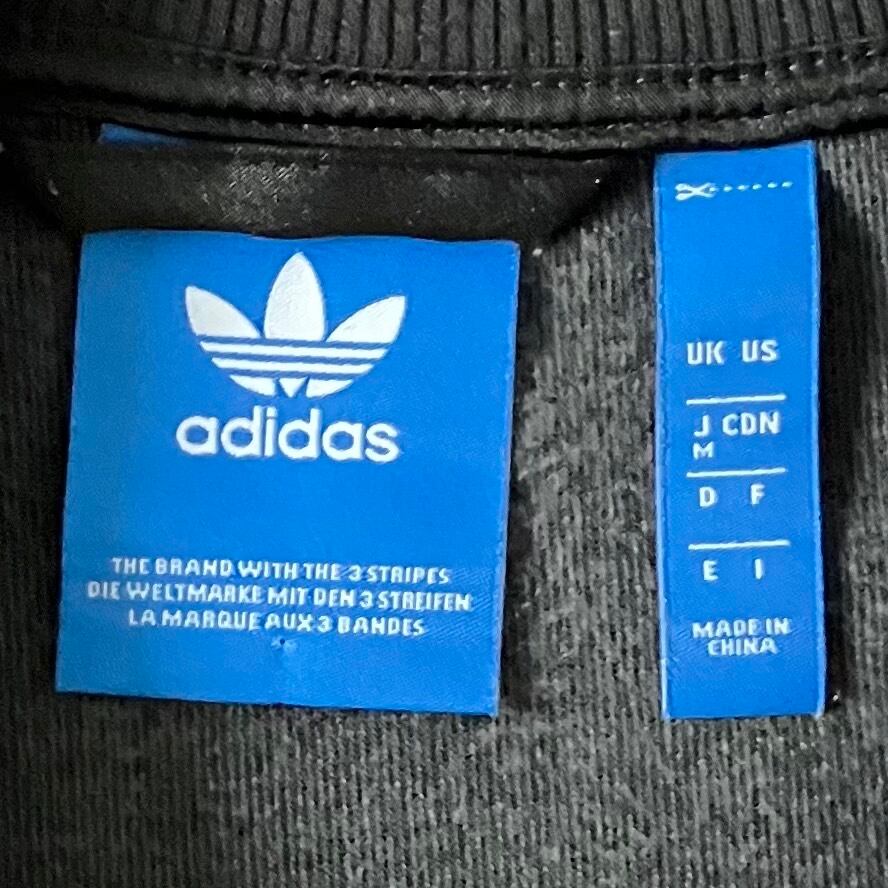 adidas
THE BRAND WITH THE 3 STRIPES
DIE WELTMARKE MIT DEN 3 STREIFEN
LA MARQUE AUX 3 BANDES
UK US
J CDN
M
D F
E I
MADE IN
CHINA